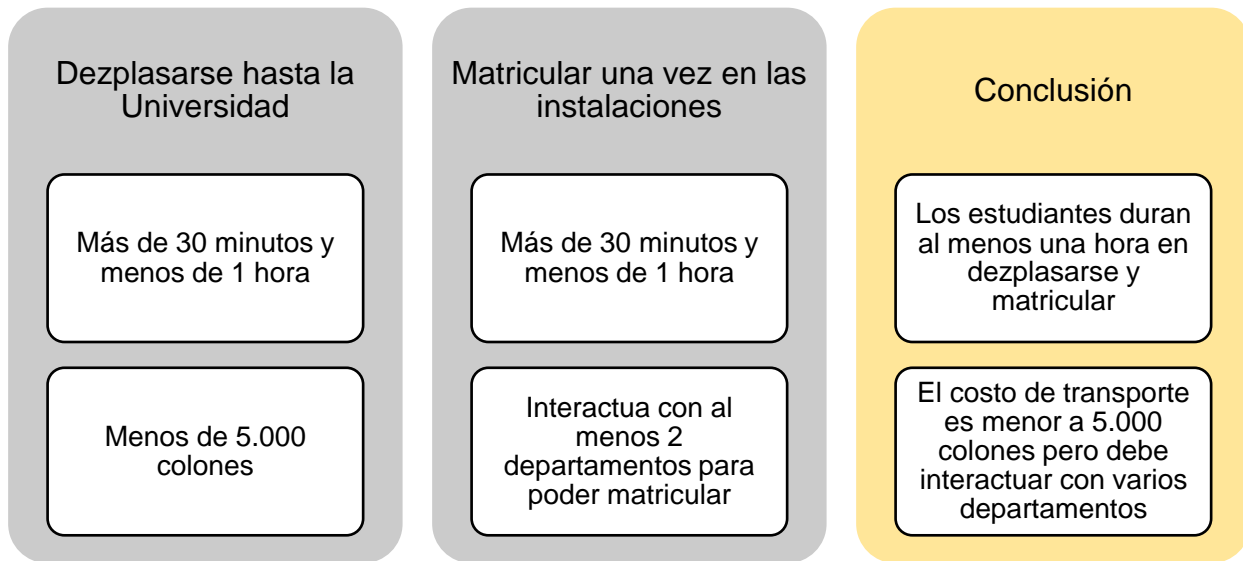 Dezplasarse hasta la
Universidad
Más de 30 minutos y
menos de 1 hora
Menos de 5.000
colones
Matricular una vez en las
instalaciones
Más de 30 minutos y
menos de 1 hora
Interactua con al
menos 2
departamentos para
poder matricular
Conclusión
Los estudiantes duran
al menos una hora en
dezplasarse y
matricular
El costo de transporte
es menor a 5.000
colones pero debe
interactuar con varios
departamentos